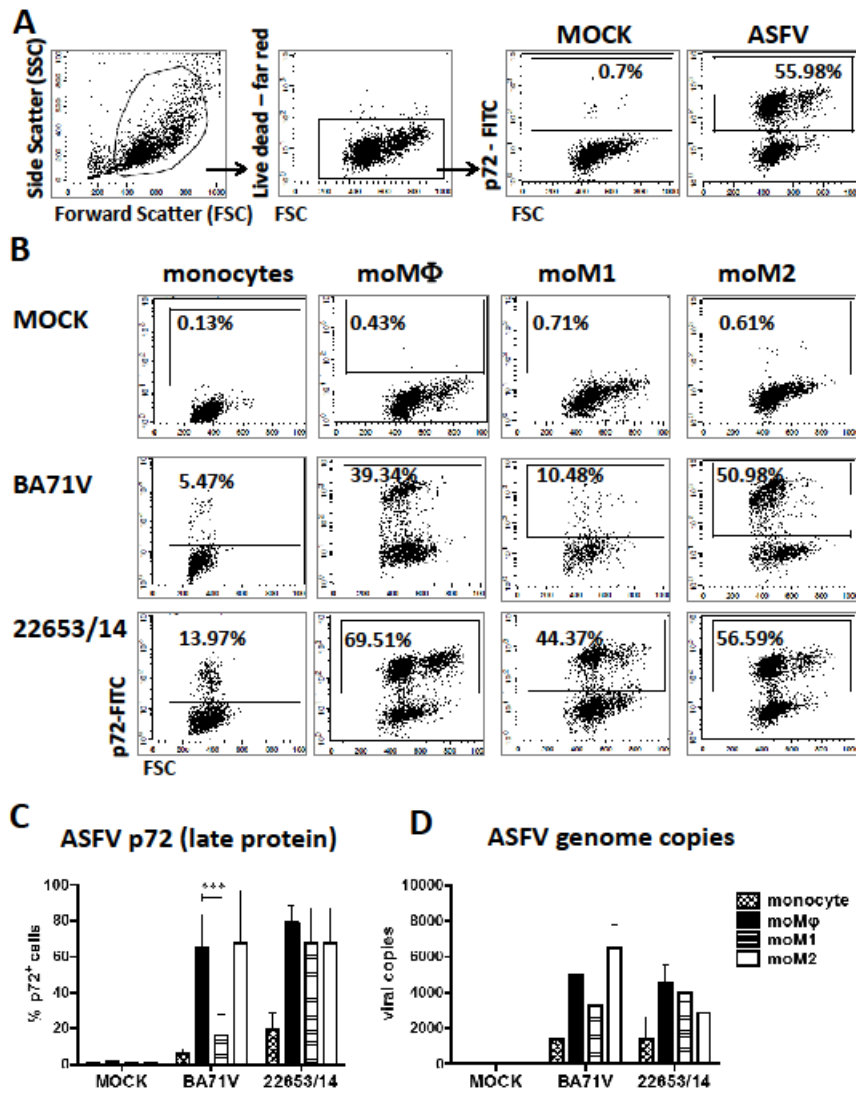 A
MOCK ASFV
Side Scatter (SSC)
Live dead – far red
p72 - FITC
0.7%
55.98%
Forward Scatter (FSC)
FSC
FSC
B
monocytes moMΦ moM1 moM2
MOCK
0.13% 0.43% 0.71% 0.61%
BA71V
5.47% 39.34% 10.48% 50.98%
22653/14
13.97% 69.51% 44.37% 56.59%
p72-FITC
FSC
C
ASFV p72 (late protein)
% p72+ cells
100
80
60
40
20
0
***
MOCK BA71V 22653/14
D
ASFV genome copies
viral copies
10000
8000
6000
4000
2000
0
MOCK BA71V 22653/14
monocyte
moMφ
moM1
moM2